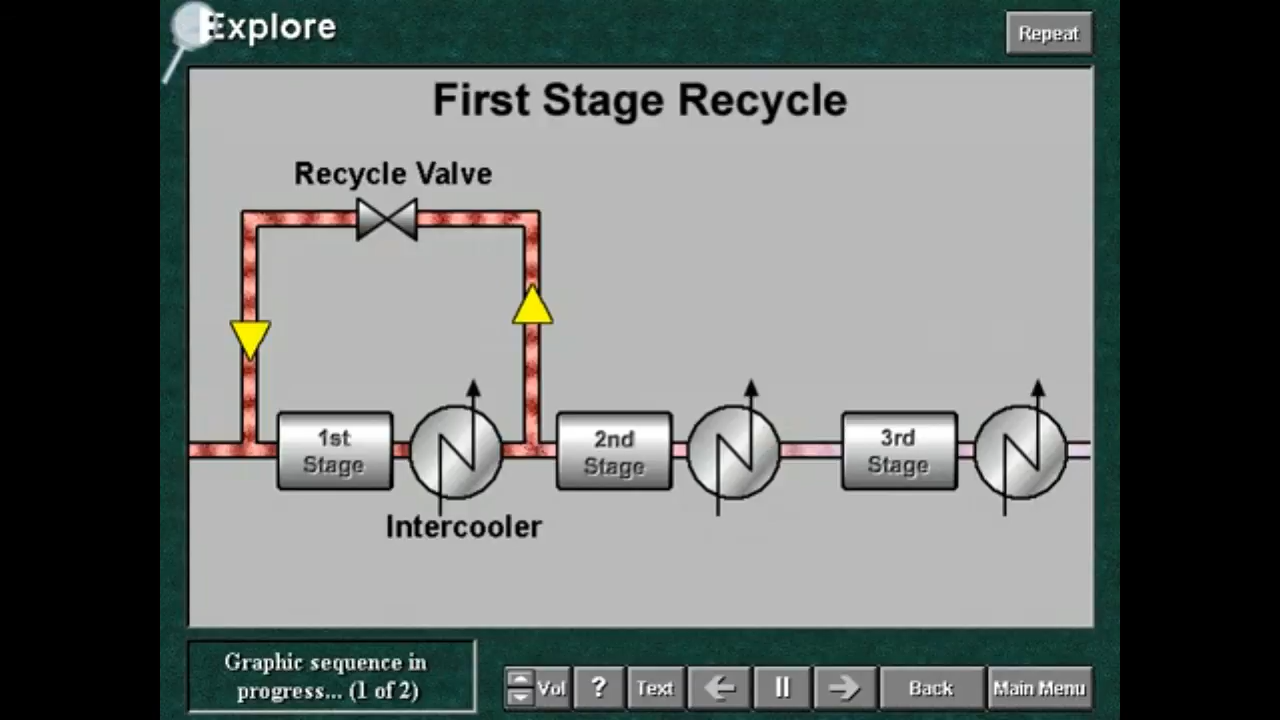 Explore
Repeat
First Stage Recycle
Recycle Valve
1st
Stage
2nd
Stage
3rd
Stage
Intercooler
Graphic sequence in
progress... (1 of 2)
Vol
?
Text
Back
Main Menu